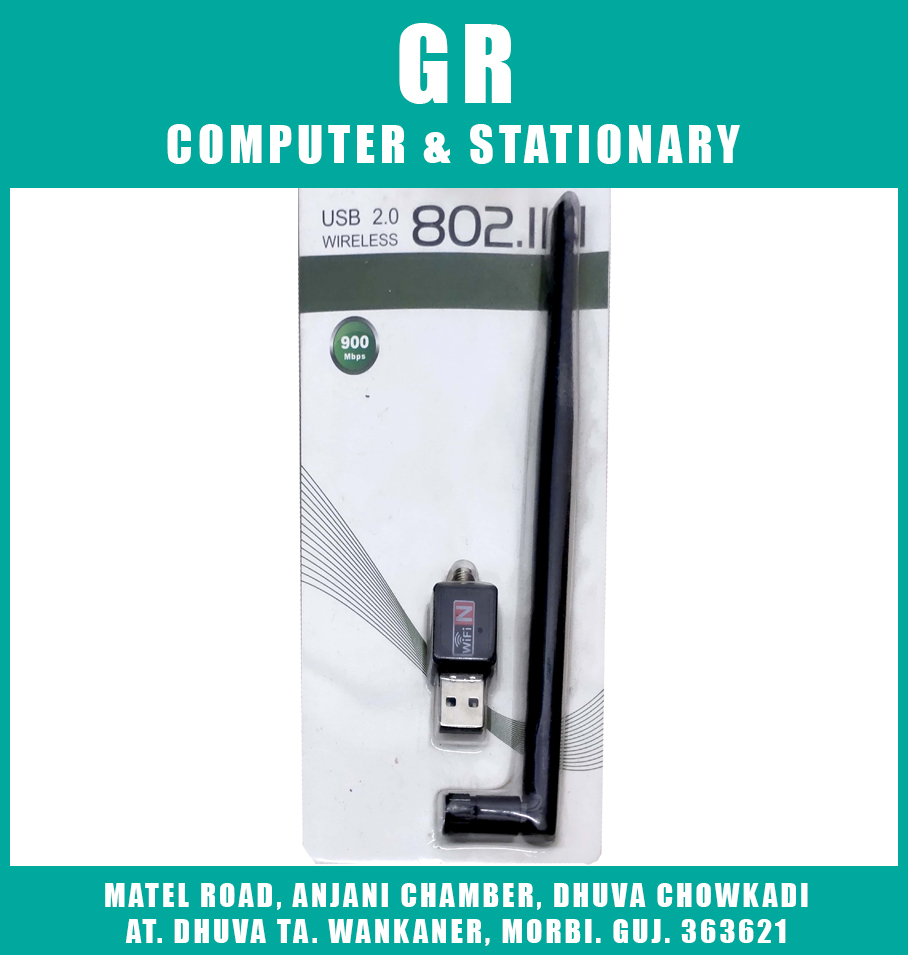 GR
COMPUTER & STATIONARY
USB 2.0
WIRELESS
802.11N
900
Mbps
WiFi N
MATEL ROAD, ANJANI CHAMBER, DHUVA CHOWKADI
AT. DHUVA TA. WANKANER, MORBI. GUJ. 363621